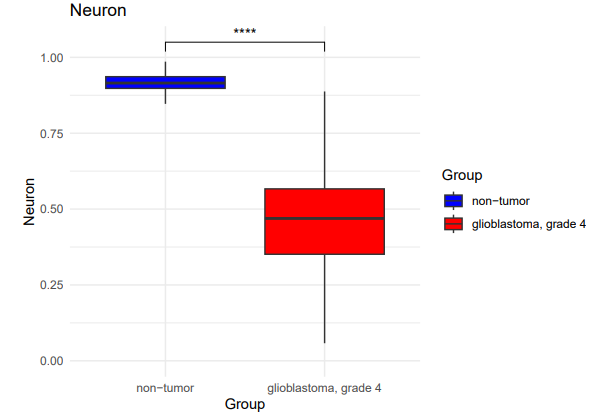 Neuron
****
1.00
0.75
0.50
0.25
0.00
Neuron
non−tumor
glioblastoma, grade 4
Group
Group
non−tumor
glioblastoma, grade 4